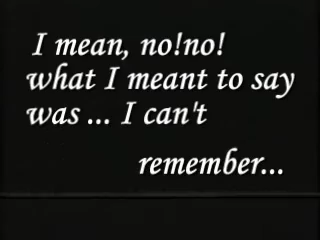 I mean, no!no!
what I meant to say
was ... I can't
remember...